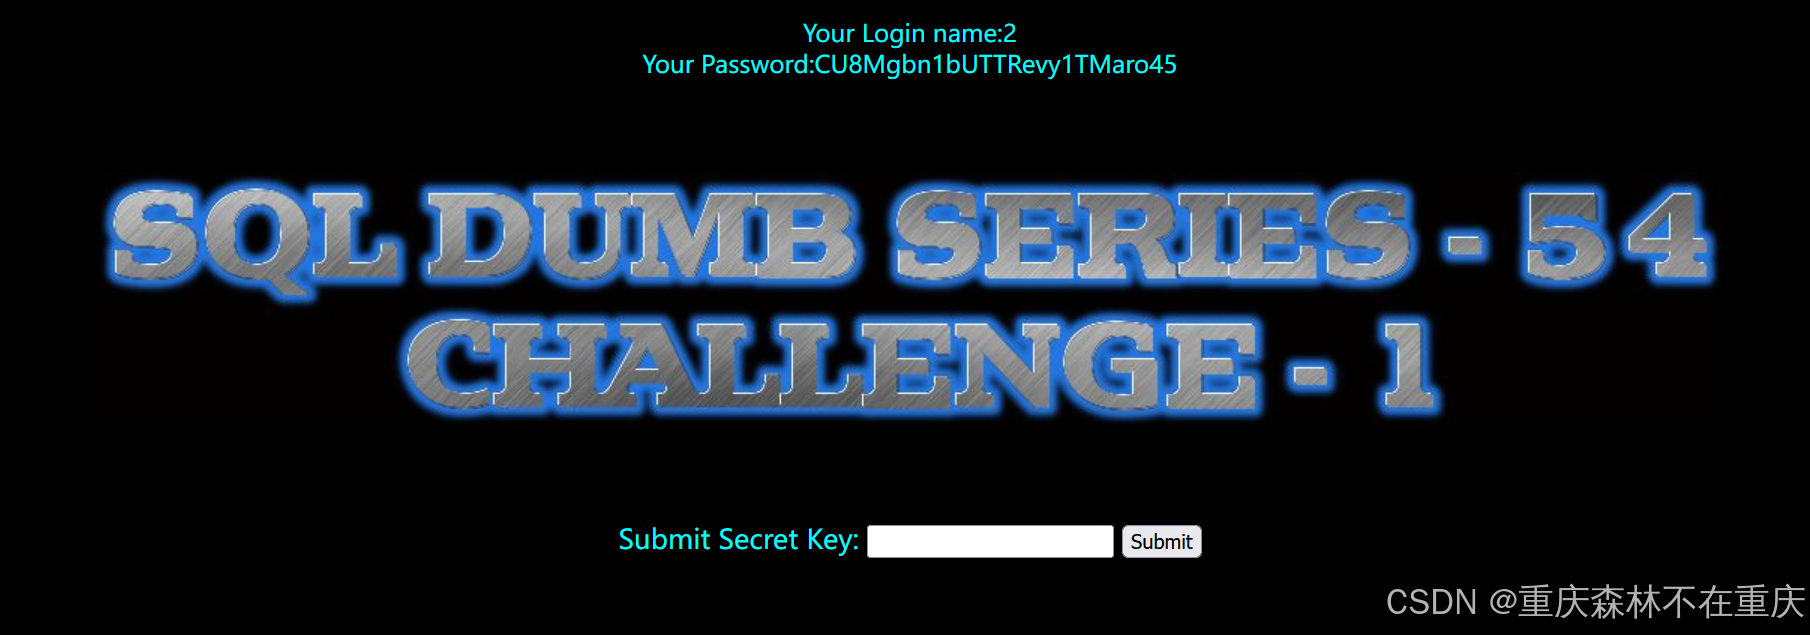 Your Login name:2
Your Password:CU8Mgbn1bUTTRevy1TMaro45
SQL DUMB SERIES - 54
CHALLENGE - 1
Submit Secret Key: Submit
CSDN @重庆森林不在重庆